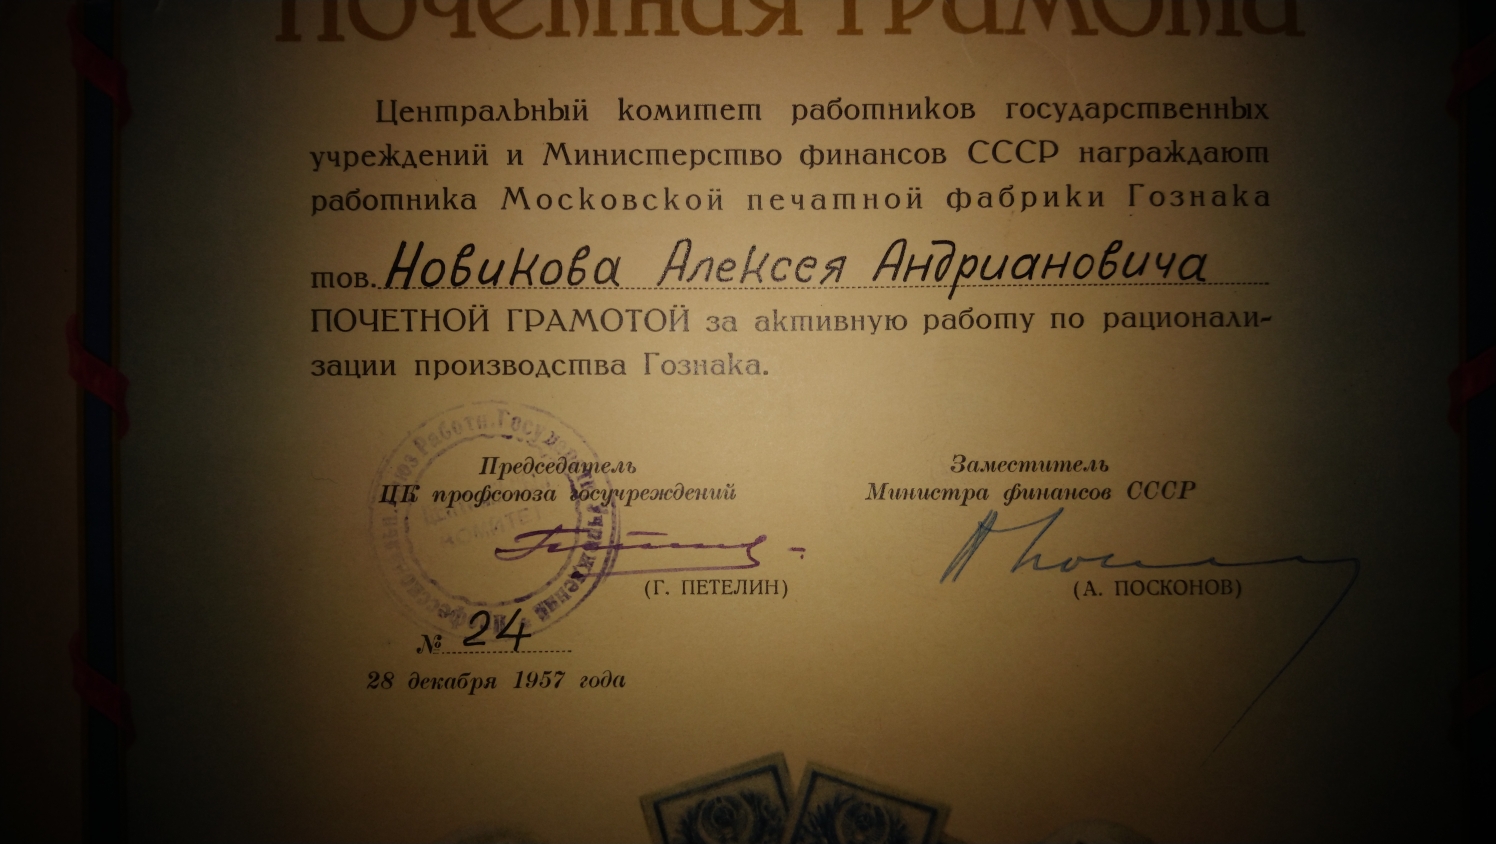 Почетная грамота
Центральный комитет работников государственных
учреждений и Министерство финансов СССР награждают
работника Московской печатной фабрики Гознака
тов. Новикова Алексея Андриановича
ПОЧЕТНОЙ ГРАМОТОЙ за активную работу по рационали-
зации производства Гознака.
Председатель
ЦК профсоюза госучреждений
(Г. ПЕТЕЛИН)
Заместитель
Министра финансов СССР
(А. ПОСКОНОВ)
№ 24
28 декабря 1957 года